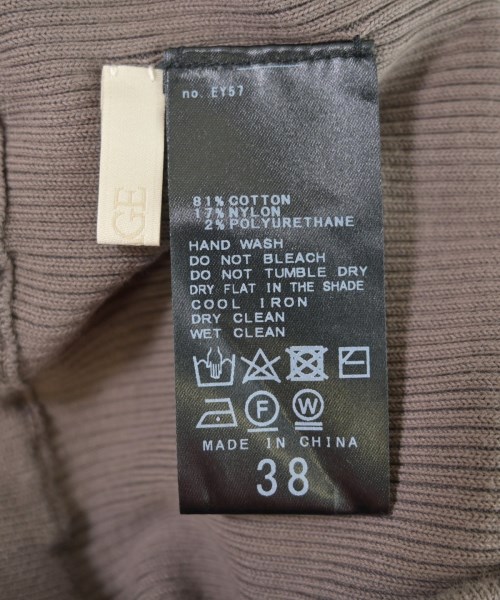 no. EY57
81% COTTON
17% NYLON
2% POLYURETHANE
HAND WASH
DO NOT BLEACH
DO NOT TUMBLE DRY
DRY FLAT IN THE SHADE
COOL IRON
DRY CLEAN
WET CLEAN
F W
MADE IN CHINA
38